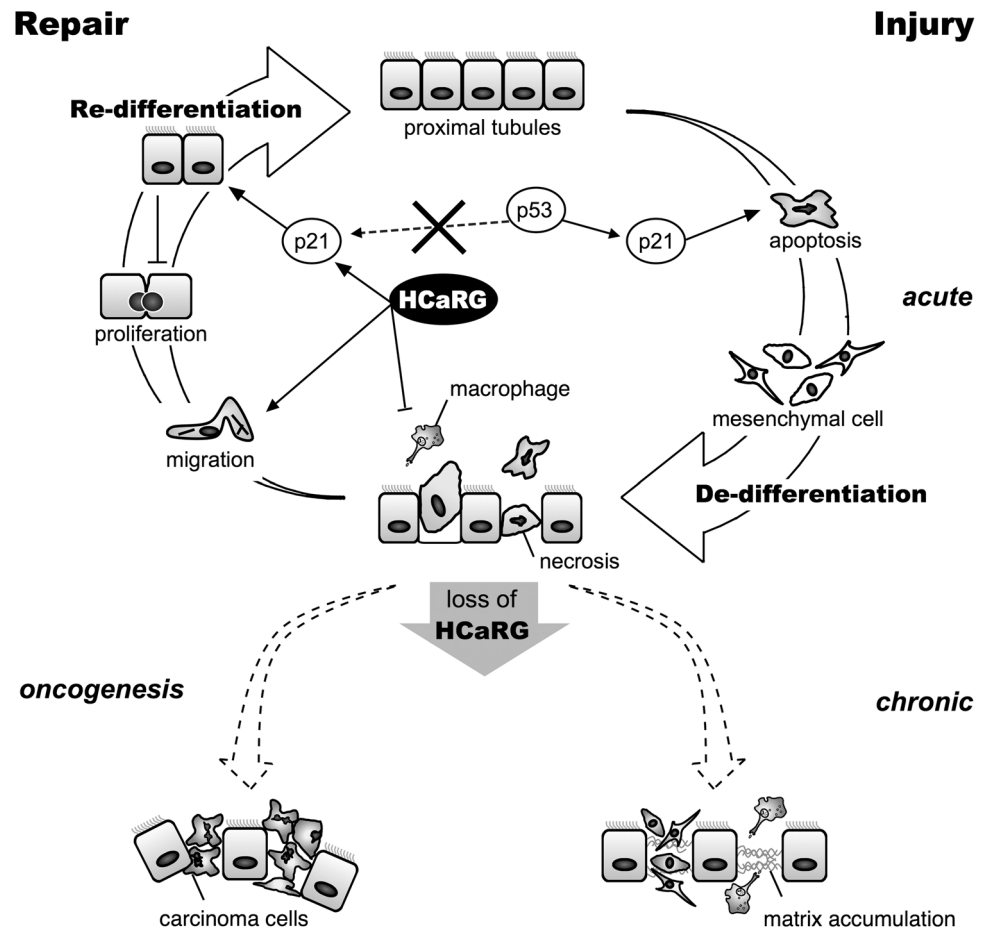 Repair
Injury
Re-differentiation
proximal tubules
p53
p21
p21
apoptosis
HCaRG
acute
proliferation
macrophage
mesenchymal cell
migration
De-differentiation
necrosis
loss of
HCaRG
oncogenesis
chronic
carcinoma cells
matrix accumulation